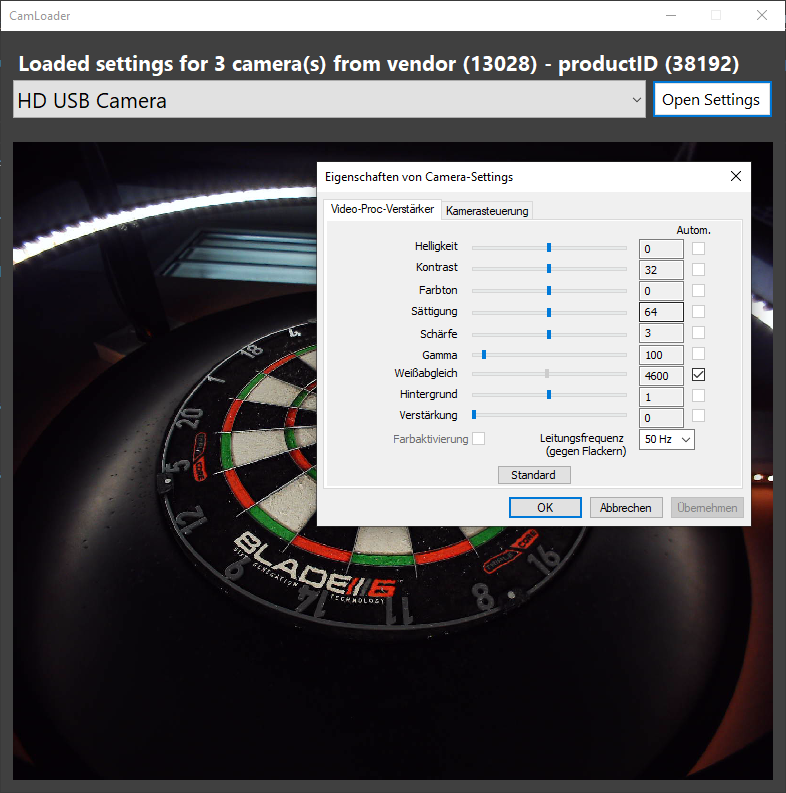 CamLoader
Loaded settings for 3 camera(s) from vendor (13028) - productID (38192)
HD USB Camera
Open Settings
Eigenschaften von Camera-Settings
Video-Proc-Verstärker
Kamerasteuerung
Autom.
Helligkeit 0
Kontrast 32
Farbton 0
Sättigung 64
Schärfe 3
Gamma 100
Weißabgleich 4600
Hintergrund 1
Verstärkung 0
Farbaktivierung
Leitungsfrequenz
(gegen Flackern)
50 Hz
Standard
OK
Abbrechen
Übernehmen
4
18
1
20
5
12
9
14
11
8
16
BLADE 6
TECHNOLOGY